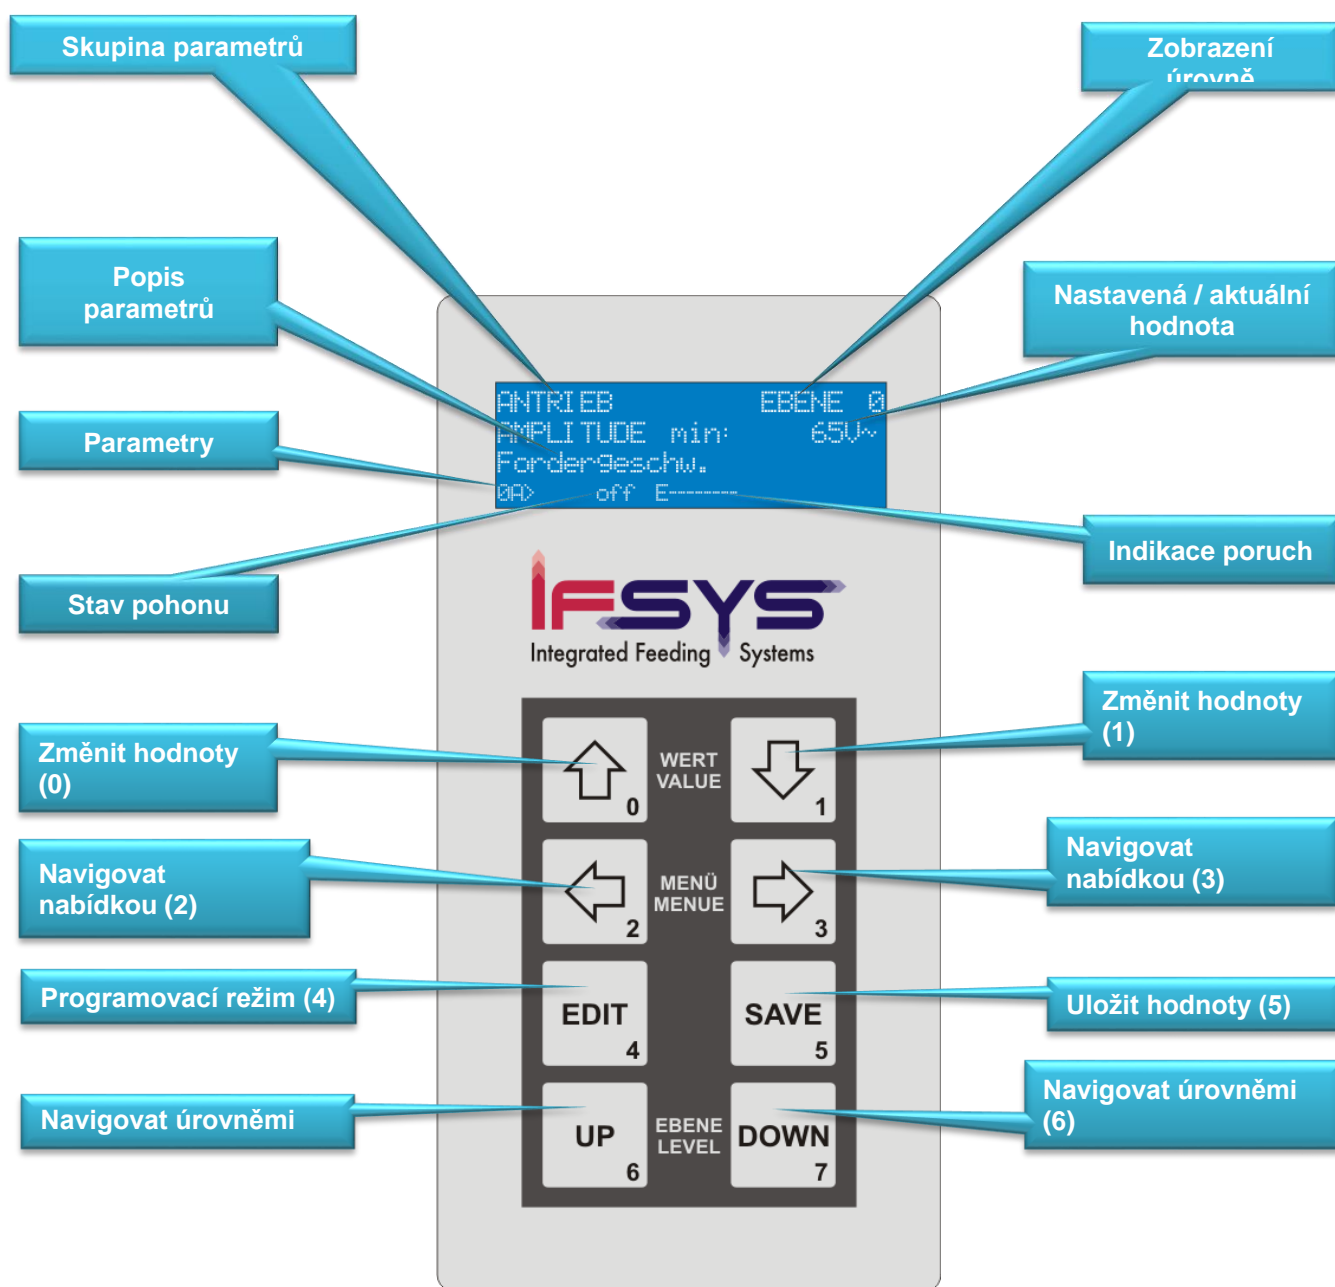 Skupina parametrů
Zobrazení
úrovně
Popis
parametrů
Nastavená / aktuální
hodnota
ANTRIEB EBENE 0
AMPLITUDE min: 65V~
Fordergeschw.
0A> off E--------
Parametry
Indikace poruch
Stav pohonu
IFSYS
Integrated Feeding Systems
Změnit hodnoty
(0)
Změnit hodnoty
(1)
0
WERT
VALUE
1
Navigovat
nabídkou (2)
Navigovat
nabídkou (3)
2
MENÜ
MENUE
3
Programovací režim (4)
Uložit hodnoty (5)
EDIT
4
SAVE
5
Navigovat úrovněmi
Navigovat úrovněmi
(6)
UP
6
EBENE
LEVEL
DOWN
7